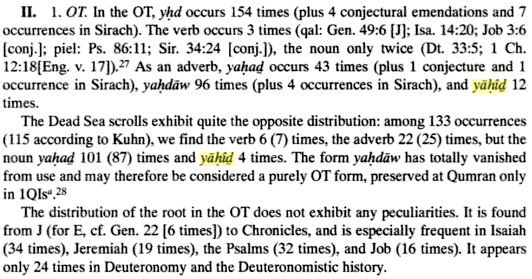 II. 1. OT. In the OT, yḥd occurs 154 times (plus 4 conjectural emendations and 7
occurrences in Sirach). The verb occurs 3 times (qal: Gen. 49:6 [J]; Isa. 14:20; Job 3:6
[conj.]; piel: Ps. 86:11; Sir. 34:24 [conj.]), the noun only twice (Dt. 33:5; 1 Ch.
12:18[Eng. v. 17]).²⁷ As an adverb, yaḥaḏ occurs 43 times (plus 1 conjecture and 1
occurrence in Sirach), yaḥdāw 96 times (plus 4 occurrences in Sirach), and yāḥîḏ 12
times.
The Dead Sea scrolls exhibit quite the opposite distribution: among 133 occurrences
(115 according to Kuhn), we find the verb 6 (7) times, the adverb 22 (25) times, but the
noun yaḥaḏ 101 (87) times and yāḥîḏ 4 times. The form yaḥdāw has totally vanished
from use and may therefore be considered a purely OT form, preserved at Qumran only
in 1QIsᵃ.²⁸
The distribution of the root in the OT does not exhibit any peculiarities. It is found
from J (for E, cf. Gen. 22 [6 times]) to Chronicles, and is especially frequent in Isaiah
(34 times), Jeremiah (19 times), the Psalms (32 times), and Job (16 times). It appears
only 24 times in Deuteronomy and the Deuteronomistic history.